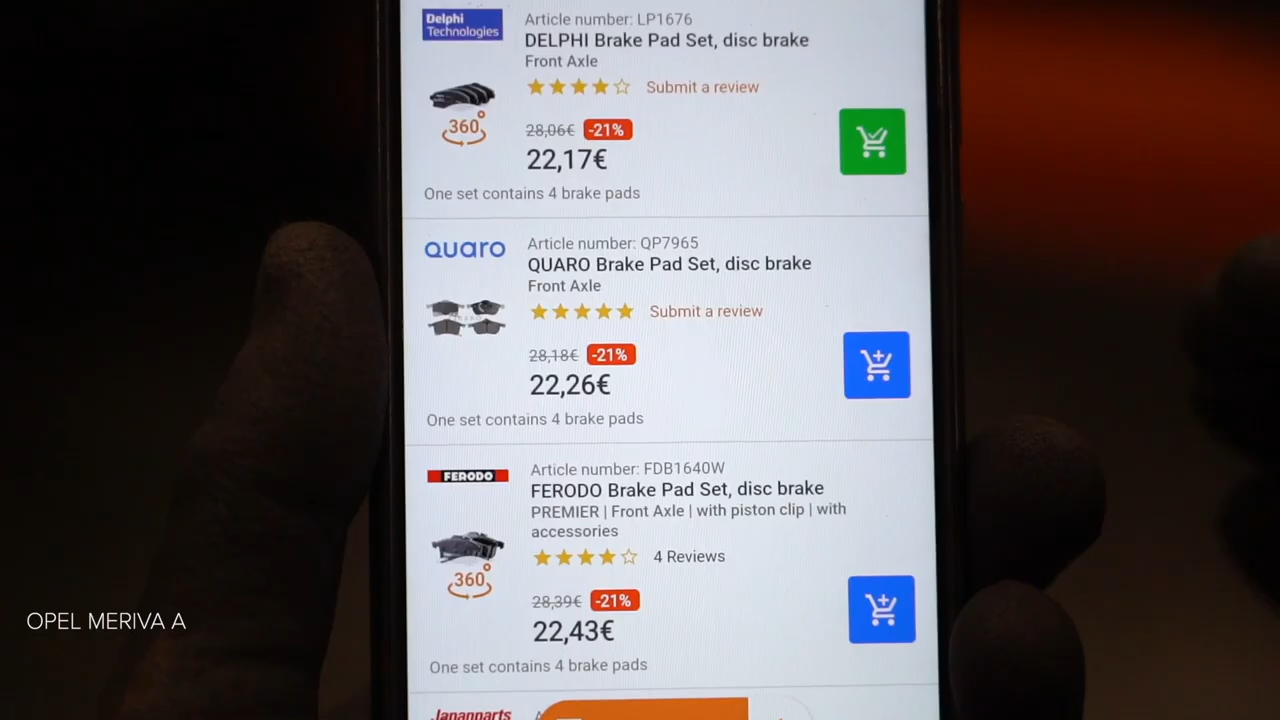 Delphi
Technologies
Article number: LP1676
DELPHI Brake Pad Set, disc brake
Front Axle
Submit a review
360°
28,06€ -21%
22,17€
One set contains 4 brake pads
QUARO
Article number: QP7965
QUARO Brake Pad Set, disc brake
Front Axle
Submit a review
28,18€ -21%
22,26€
One set contains 4 brake pads
FERODO
Article number: FDB1640W
FERODO Brake Pad Set, disc brake
PREMIER | Front Axle | with piston clip | with
accessories
4 Reviews
360°
28,39€ -21%
22,43€
One set contains 4 brake pads
Japanparts
OPEL MERIVA A